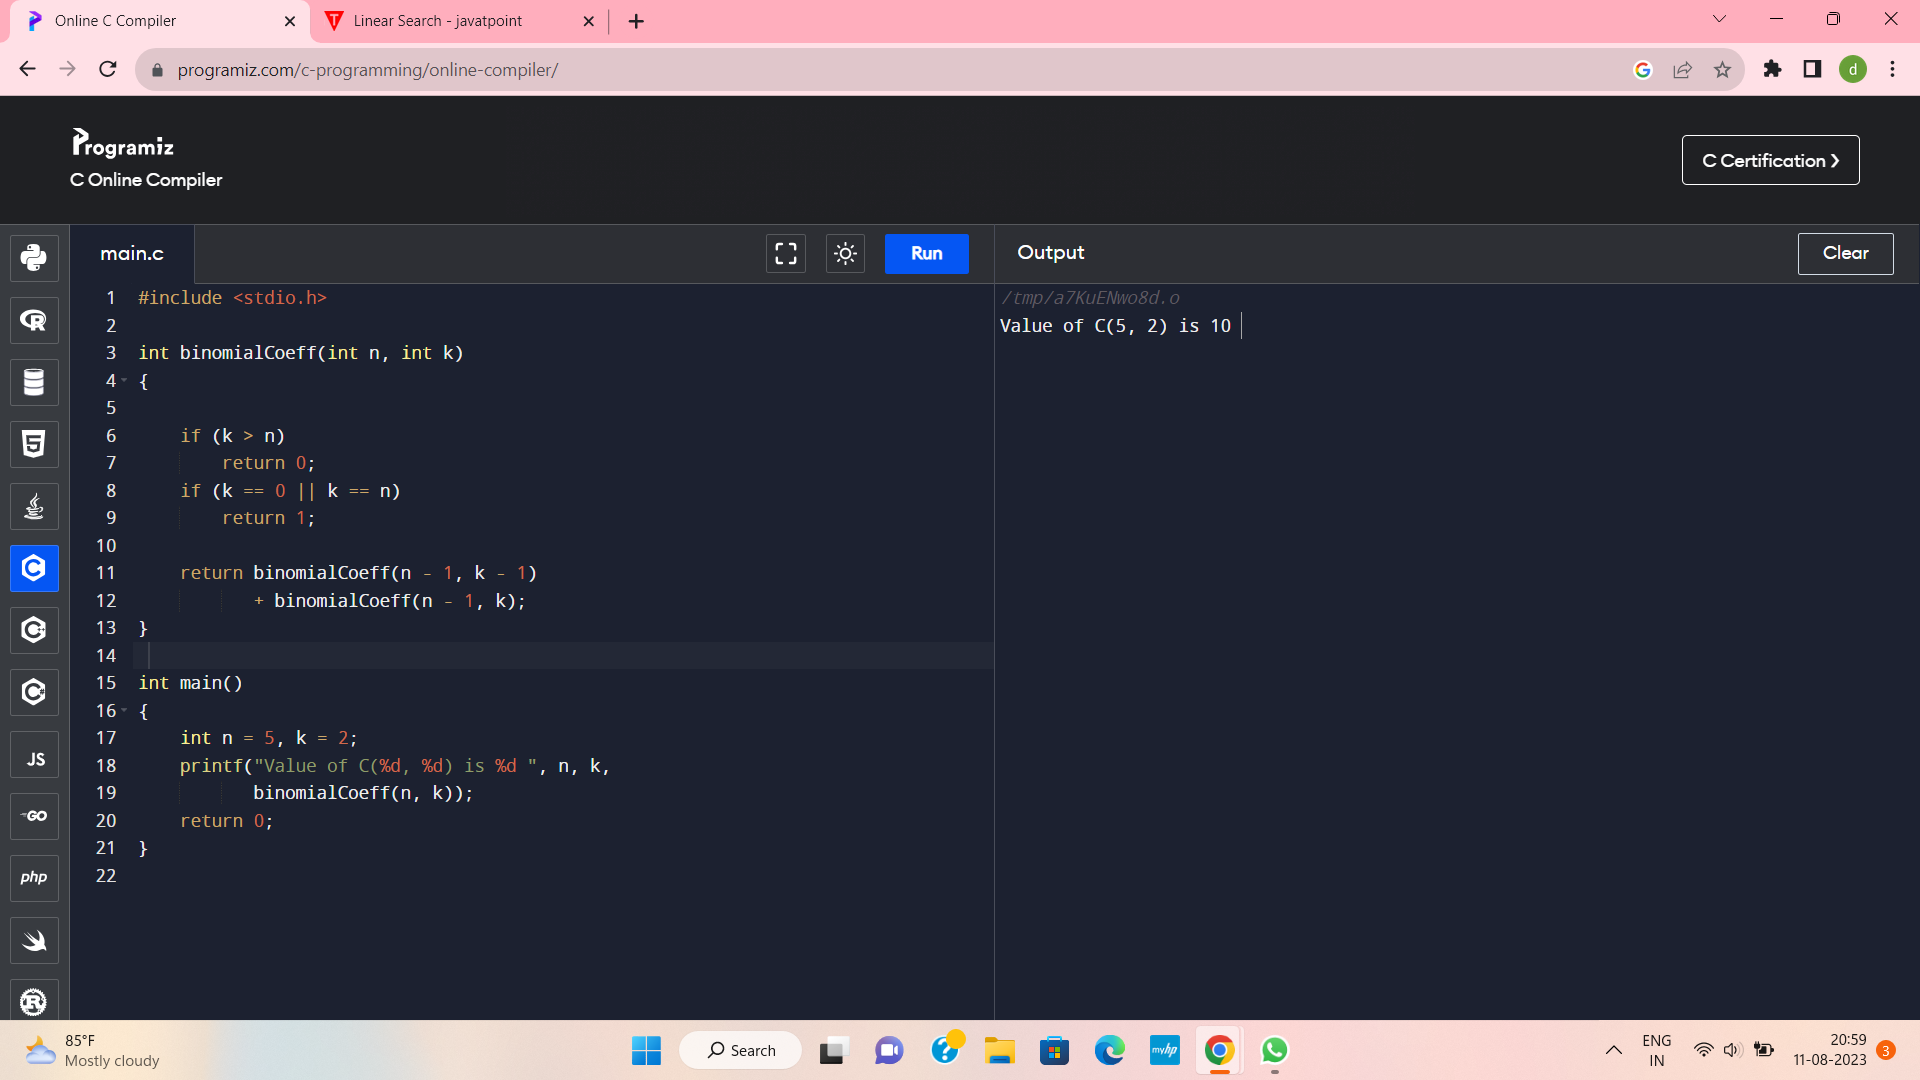 Online C Compiler
Linear Search - javatpoint
programiz.com/c-programming/online-compiler/
d
Programiz
C Online Compiler
C Certification ❯
main.c
Run
Output
Clear
1 #include <stdio.h>
2
3 int binomialCoeff(int n, int k)
4 {
5
6 if (k > n)
7 return 0;
8 if (k == 0 || k == n)
9 return 1;
10
11 return binomialCoeff(n - 1, k - 1)
12 + binomialCoeff(n - 1, k);
13 }
14
15 int main()
16 {
17 int n = 5, k = 2;
18 printf("Value of C(%d, %d) is %d ", n, k,
19 binomialCoeff(n, k));
20 return 0;
21 }
22
/tmp/a7KuENwo8d.o
Value of C(5, 2) is 10
JS
GO
php
85°F
Mostly cloudy
Search
myhp
ENG
IN
20:59
11-08-2023
3